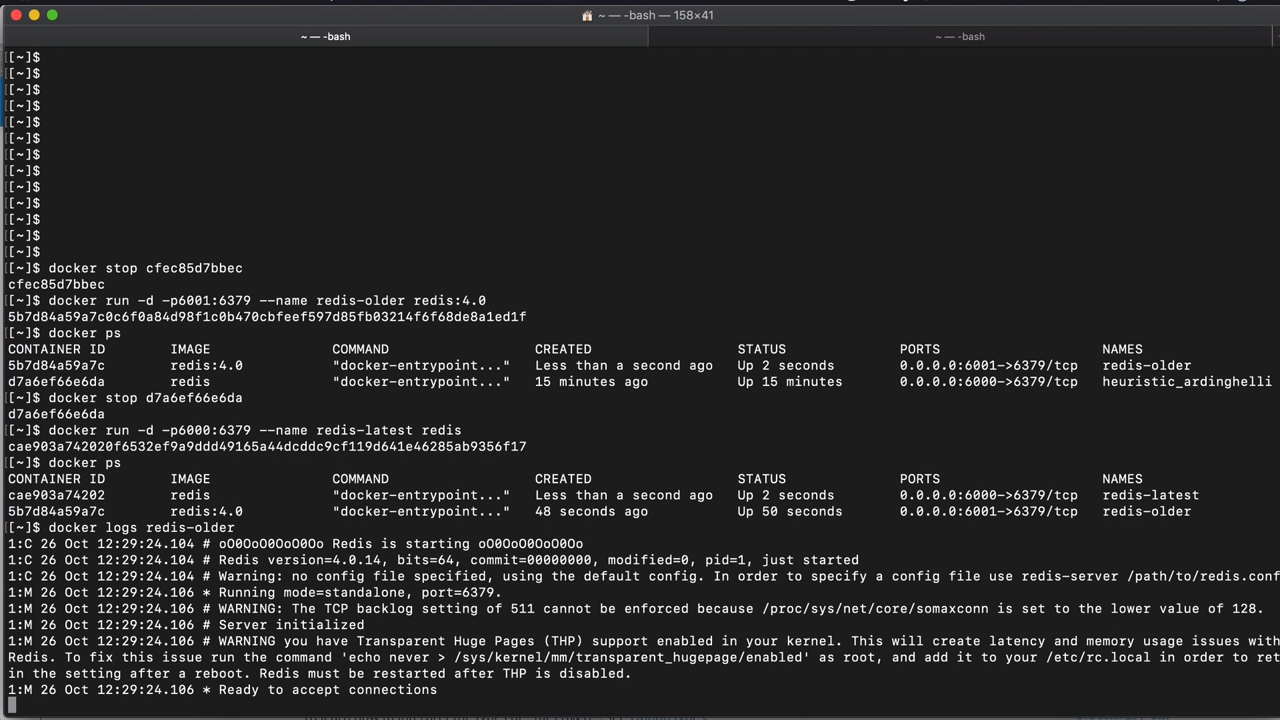 ~ — -bash — 158×41
~ — -bash
~ — -bash
[[~]$
[[~]$
[[~]$
[[~]$
[[~]$
[[~]$
[[~]$
[[~]$
[[~]$
[[~]$
[[~]$
[[~]$
[[~]$
[[~]$ docker stop cfec85d7bbec
cfec85d7bbec
[[~]$ docker run -d -p6001:6379 --name redis-older redis:4.0
5b7d84a59a7c0c6f0a84d98f1c0b470cbfeef597d85fb03214f6f68de8a1ed1f
[[~]$ docker ps
CONTAINER ID IMAGE COMMAND CREATED STATUS PORTS NAMES
5b7d84a59a7c redis:4.0 "docker-entrypoint..." Less than a second ago Up 2 seconds 0.0.0.0:6001->6379/tcp redis-older
d7a6ef66e6da redis "docker-entrypoint..." 15 minutes ago Up 15 minutes 0.0.0.0:6000->6379/tcp heuristic_ardinghelli
[[~]$ docker stop d7a6ef66e6da
d7a6ef66e6da
[[~]$ docker run -d -p6000:6379 --name redis-latest redis
cae903a742020f6532ef9a9ddd49165a44dcddc9cf119d641e46285ab9356f17
[[~]$ docker ps
CONTAINER ID IMAGE COMMAND CREATED STATUS PORTS NAMES
cae903a74202 redis "docker-entrypoint..." Less than a second ago Up 2 seconds 0.0.0.0:6000->6379/tcp redis-latest
5b7d84a59a7c redis:4.0 "docker-entrypoint..." 48 seconds ago Up 50 seconds 0.0.0.0:6001->6379/tcp redis-older
[[~]$ docker logs redis-older
1:C 26 Oct 12:29:24.104 # oO0OoO0OoO0Oo Redis is starting oO0OoO0OoO0Oo
1:C 26 Oct 12:29:24.104 # Redis version=4.0.14, bits=64, commit=00000000, modified=0, pid=1, just started
1:C 26 Oct 12:29:24.104 # Warning: no config file specified, using the default config. In order to specify a config file use redis-server /path/to/redis.conf
1:M 26 Oct 12:29:24.106 * Running mode=standalone, port=6379.
1:M 26 Oct 12:29:24.106 # WARNING: The TCP backlog setting of 511 cannot be enforced because /proc/sys/net/core/somaxconn is set to the lower value of 128.
1:M 26 Oct 12:29:24.106 # Server initialized
1:M 26 Oct 12:29:24.106 # WARNING you have Transparent Huge Pages (THP) support enabled in your kernel. This will create latency and memory usage issues with
Redis. To fix this issue run the command 'echo never > /sys/kernel/mm/transparent_hugepage/enabled' as root, and add it to your /etc/rc.local in order to ret
in the setting after a reboot. Redis must be restarted after THP is disabled.
1:M 26 Oct 12:29:24.106 * Ready to accept connections